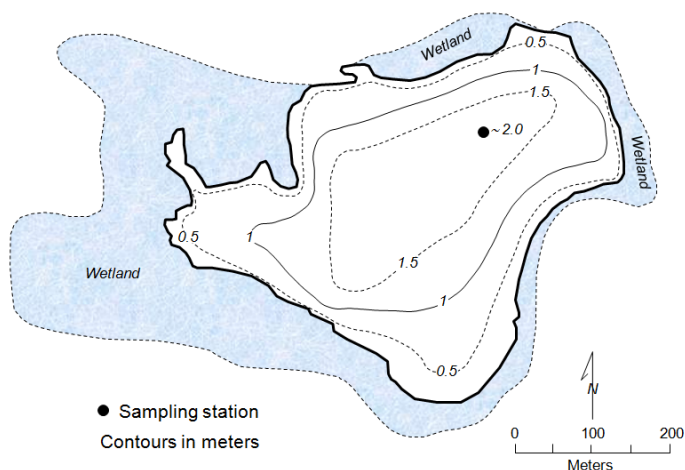 Wetland
0.5
1
1.5
~2.0
Wetland
0.5
1
1.5
Wetland
1
0.5
N
● Sampling station
Contours in meters
0 100 200
Meters